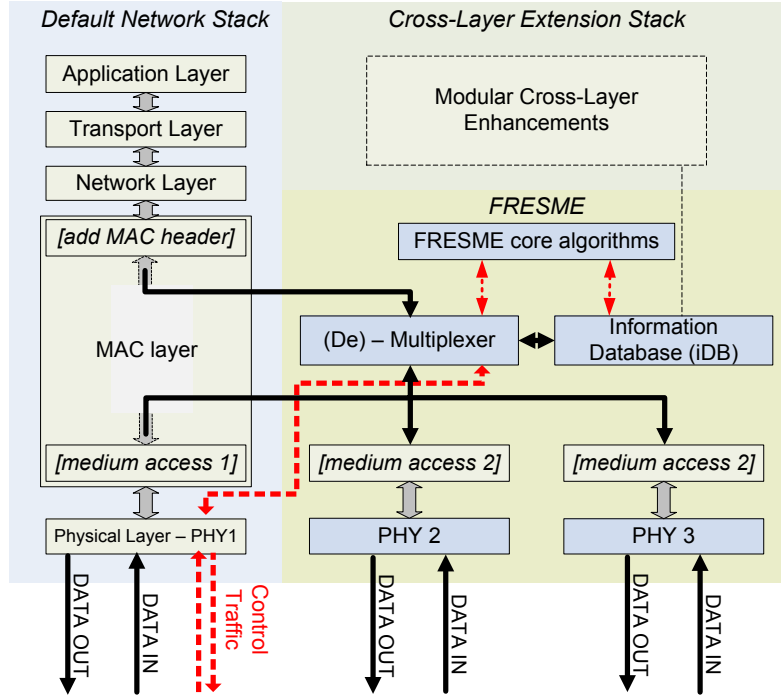 Default Network Stack
Cross-Layer Extension Stack
Application Layer
Transport Layer
Network Layer
[add MAC header]
MAC layer
[medium access 1]
Physical Layer – PHY1
Modular Cross-Layer
Enhancements
FRESME
FRESME core algorithms
(De) – Multiplexer
Information
Database (iDB)
[medium access 2]
[medium access 2]
PHY 2
PHY 3
DATA OUT
DATA IN
Control
Traffic
DATA OUT
DATA IN
DATA OUT
DATA IN